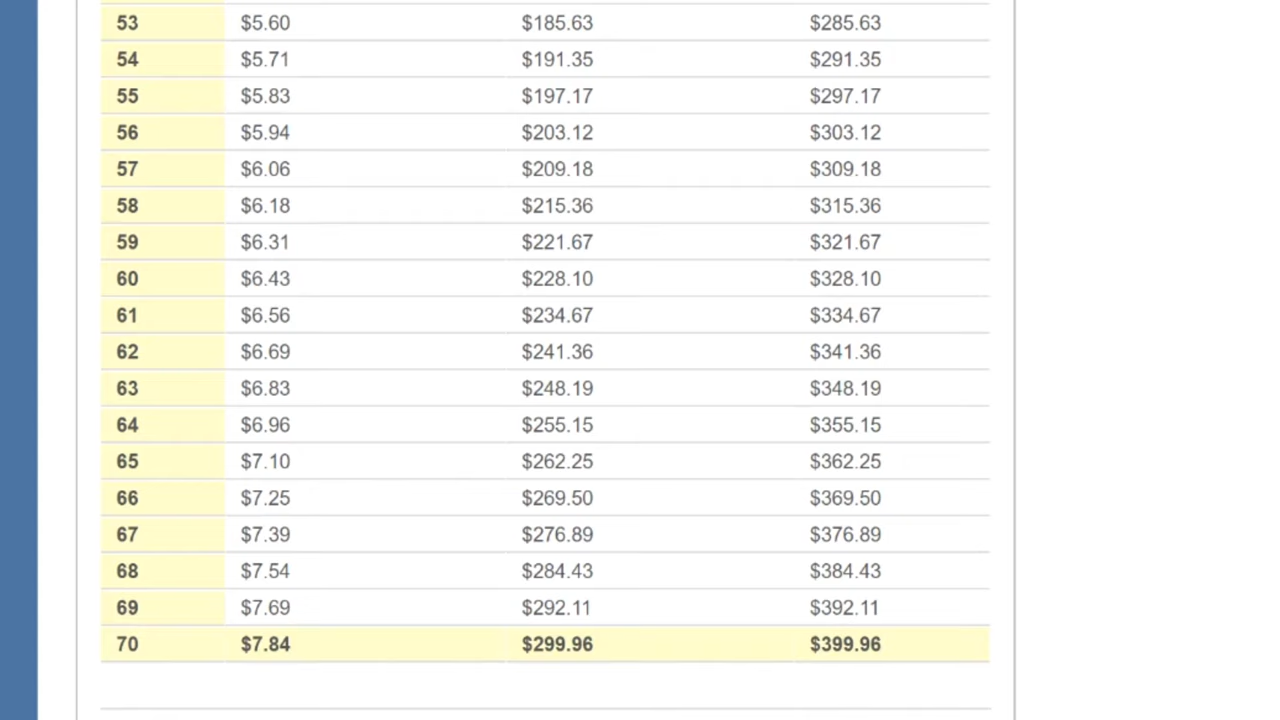 53 $5.60 $185.63 $285.63
54 $5.71 $191.35 $291.35
55 $5.83 $197.17 $297.17
56 $5.94 $203.12 $303.12
57 $6.06 $209.18 $309.18
58 $6.18 $215.36 $315.36
59 $6.31 $221.67 $321.67
60 $6.43 $228.10 $328.10
61 $6.56 $234.67 $334.67
62 $6.69 $241.36 $341.36
63 $6.83 $248.19 $348.19
64 $6.96 $255.15 $355.15
65 $7.10 $262.25 $362.25
66 $7.25 $269.50 $369.50
67 $7.39 $276.89 $376.89
68 $7.54 $284.43 $384.43
69 $7.69 $292.11 $392.11
70 $7.84 $299.96 $399.96